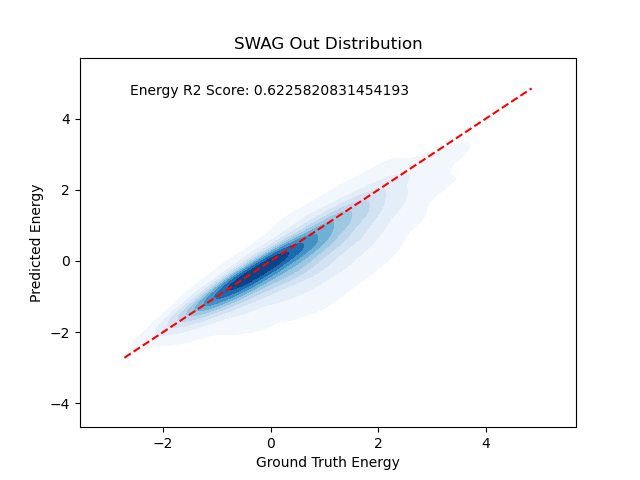 SWAG Out Distribution
Energy R2 Score: 0.6225820831454193
Predicted Energy
4
2
0
−2
−4
−2
0
2
4
Ground Truth Energy